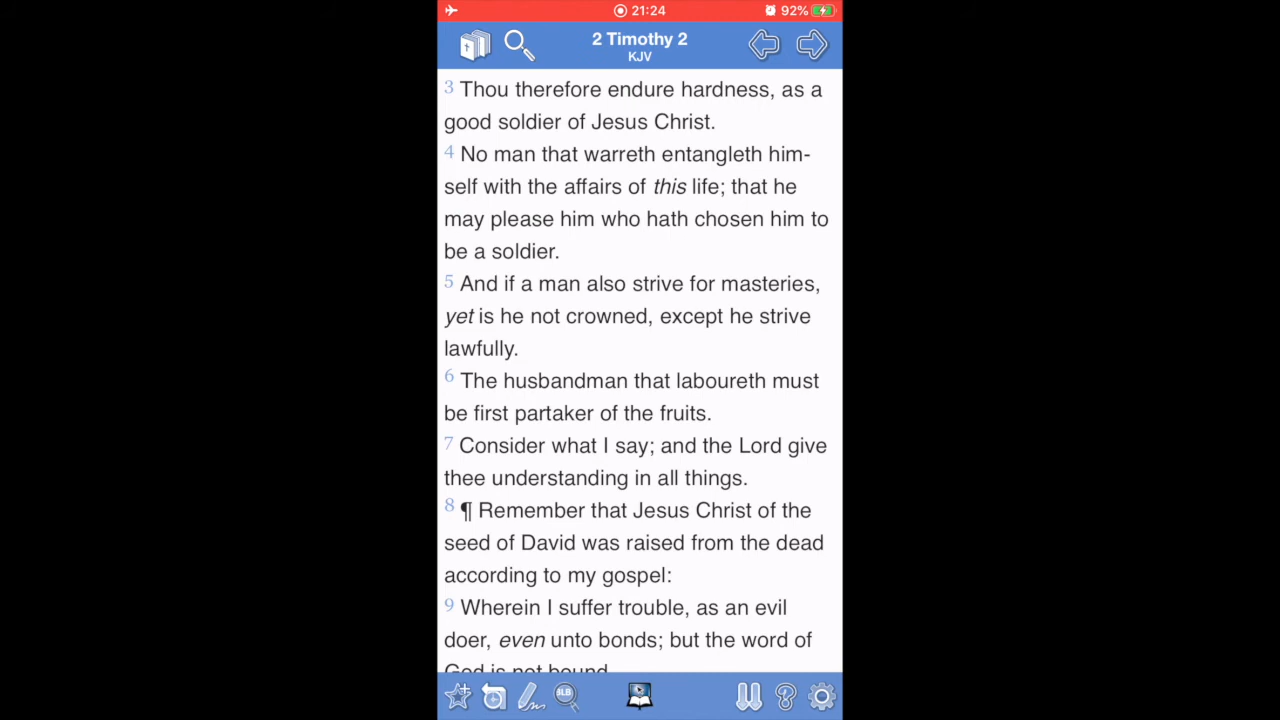 21:24
92%
2 Timothy 2
KJV
3 Thou therefore endure hardness, as a
good soldier of Jesus Christ.
4 No man that warreth entangleth him-
self with the affairs of this life; that he
may please him who hath chosen him to
be a soldier.
5 And if a man also strive for masteries,
yet is he not crowned, except he strive
lawfully.
6 The husbandman that laboureth must
be first partaker of the fruits.
7 Consider what I say; and the Lord give
thee understanding in all things.
8 ¶ Remember that Jesus Christ of the
seed of David was raised from the dead
according to my gospel:
9 Wherein I suffer trouble, as an evil
doer, even unto bonds; but the word of
God is not bound
BLB